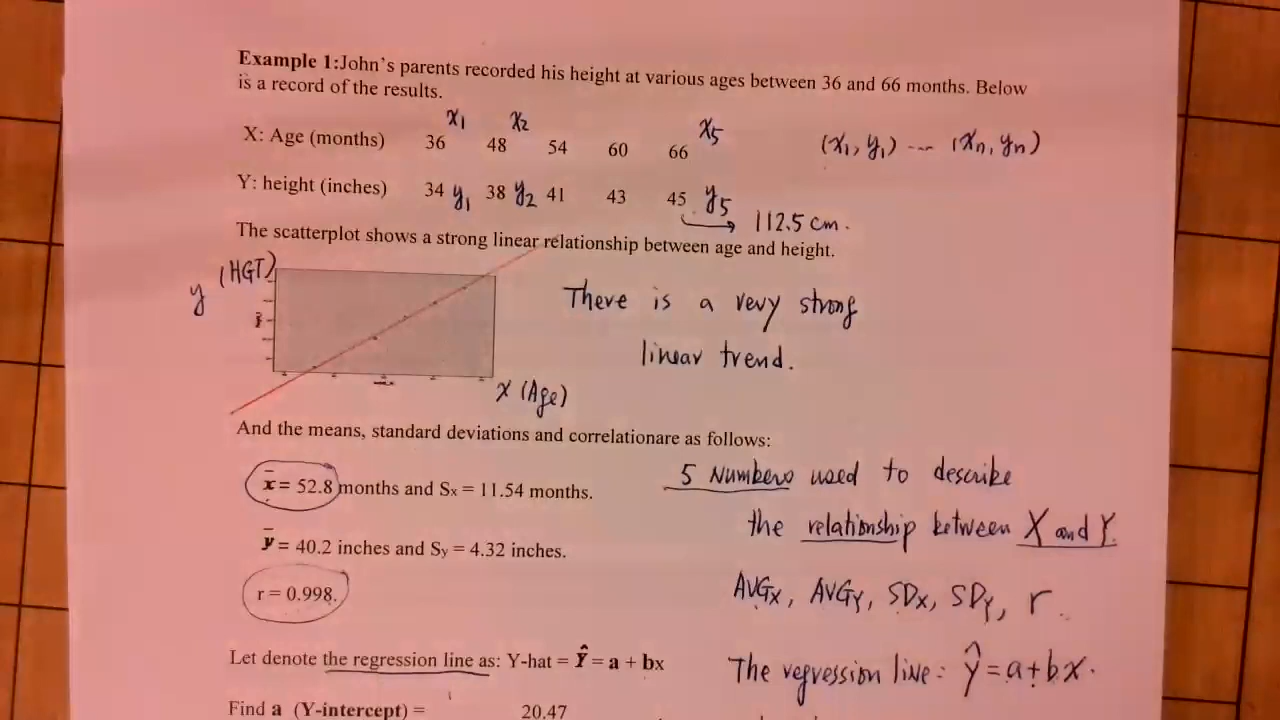 Example 1:John's parents recorded his height at various ages between 36 and 66 months. Below
is a record of the results.
x1 x2 x5
X: Age (months) 36 48 54 60 66 (x1, y1) --- (xn, yn)
Y: height (inches) 34 y1 38 y2 41 43 45 y5
112.5 cm.
The scatterplot shows a strong linear relationship between age and height.
y (HGT)
There is a very strong
linear trend.
X (Age)
And the means, standard deviations and correlationare as follows:
5 Numbers used to describe
x̄ = 52.8 months and Sx = 11.54 months.
the relationship between X and Y.
ȳ = 40.2 inches and Sy = 4.32 inches.
r = 0.998.
AVGx, AVGy, SDx, SDy, r.
Let denote the regression line as: Y-hat = Ŷ = a + bx
The regression line: ŷ = a + bx.
Find a (Y-intercept) = 20.47